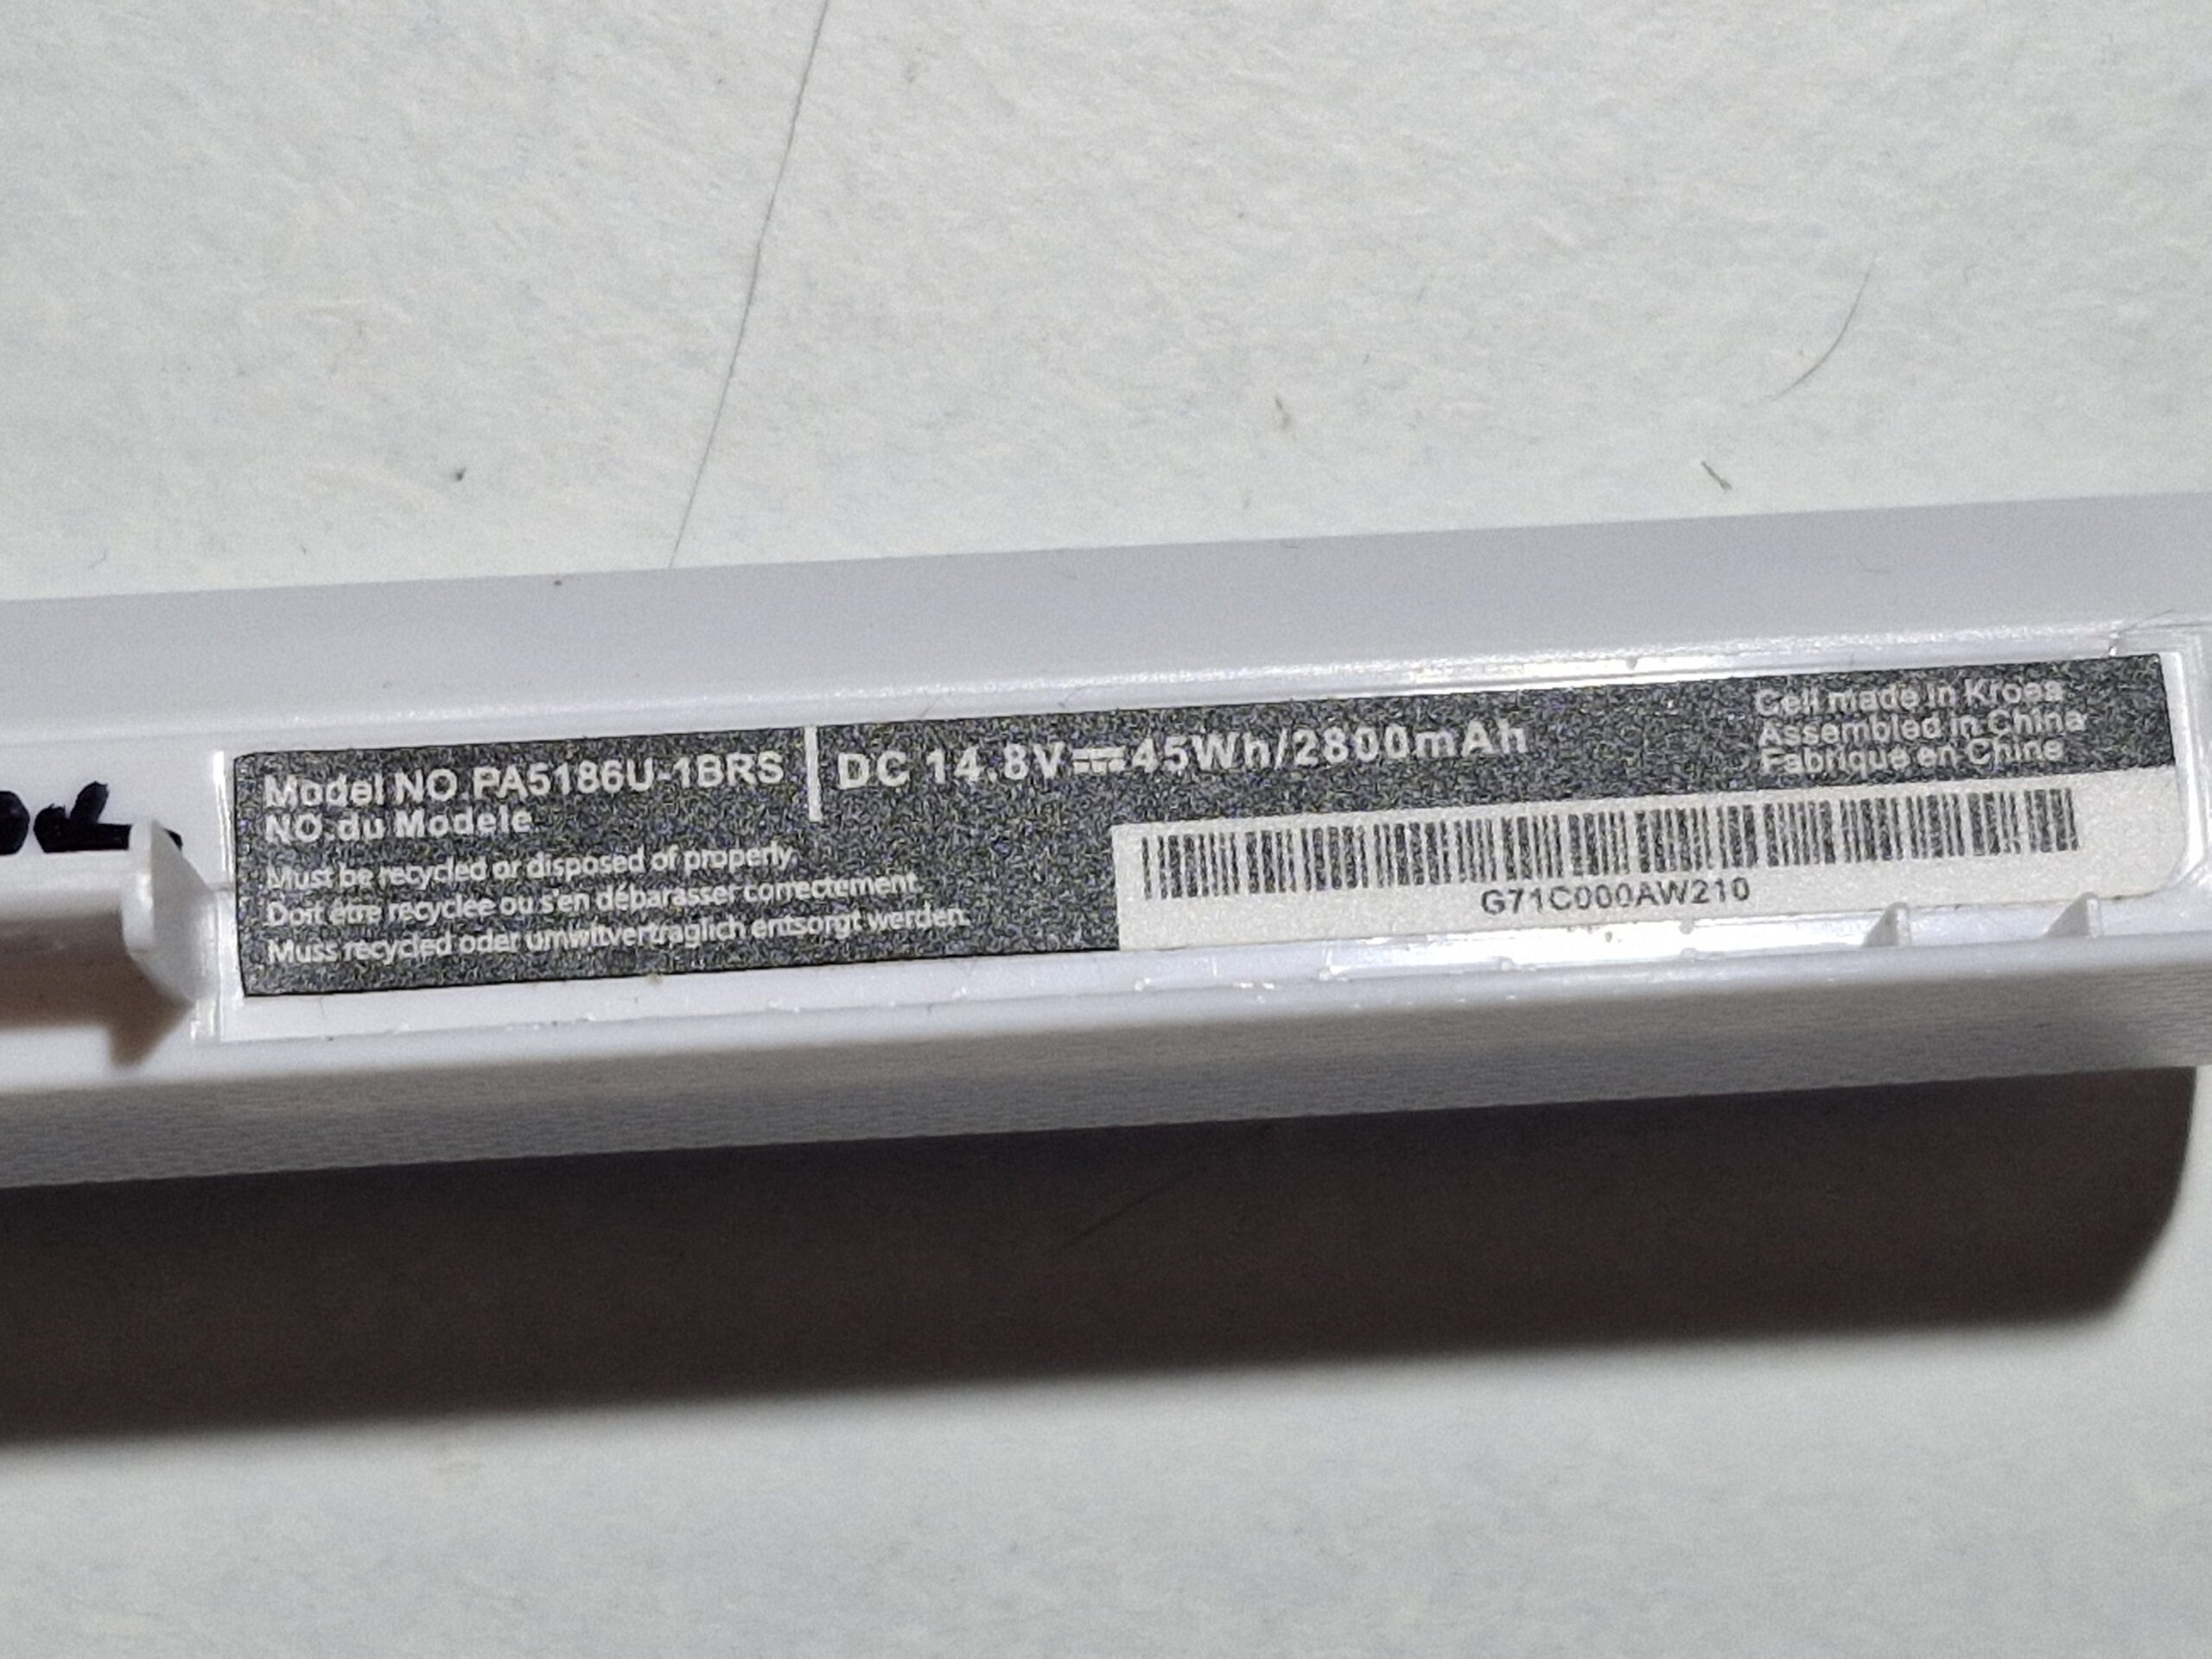 Model NO.PA5186U-1BRS
NO.du Modele
DC 14.8V⎓45Wh/2800mAh
Cell made in Kroea
Assembled in China
Fabrique en Chine
Must be recycled or disposed of properly.
Doit être recyclée ou s'en débarasser correctement.
Muss recycled oder umwltvertraglich entsorgt werden.
G71C000AW210